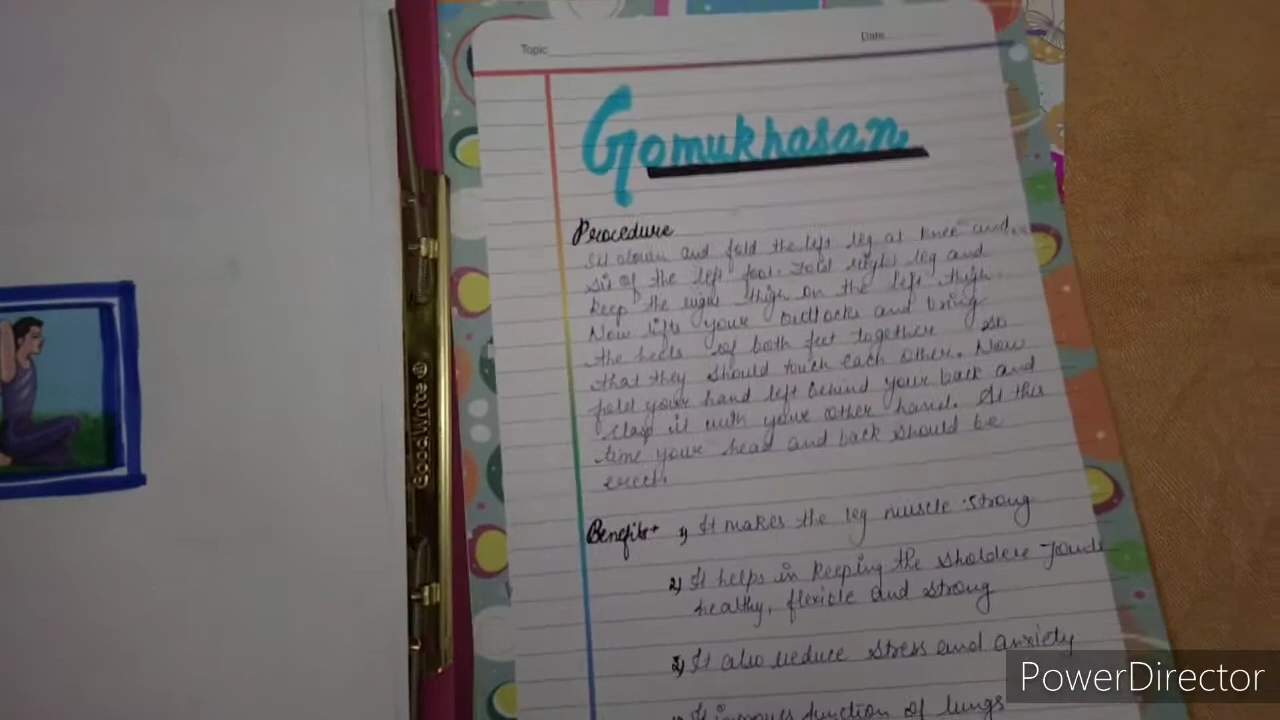 Topic
Date
Gomukhasan
Procedure
Sit down and fold the left leg at knee and
sit of the left foot. Fold right leg and
keep the right thigh on the left thigh.
Now lifts your buttocks and bring
the heels of both feet together so
that they should touch each other. Now
fold your hand left behind your back and
clasp it with your other hand. At this
time your head and back should be
erect.
Benefits 1) It makes the leg muscle strong
2) It helps in keeping the sholder
healthy, flexible and strong
3) It also reduce stress and anxiety
function of lungs
GoodWrite
PowerDirector